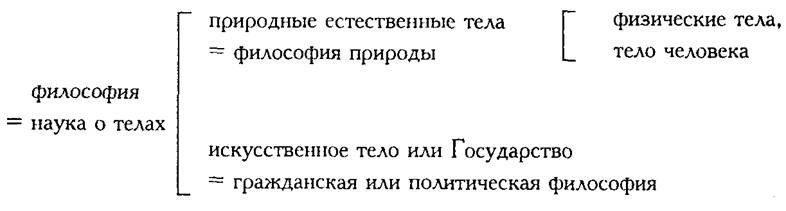 природные естественные тела
= философия природы
физические тела,
тело человека
философия
= наука о телах
искусственное тело или Государство
= гражданская или политическая философия